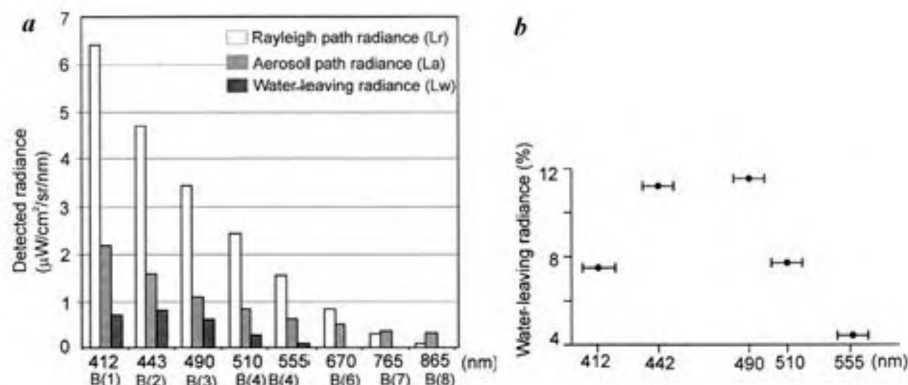 a
7
6
5
4
3
2
1
0
Detected radiance
(μW/cm²/sr/nm)
Rayleigh path radiance (Lr)
Aerosoll path radiance (La)
Water-leaving radiance (Lw)
412 443 490 510 555 670 765 865 (nm)
B(1) B(2) B(3) B(4) B(4) B(6) B(7) B(8)
b
Water-leaving radiance (%)
12
8
4
412 442 490 510 555 (nm)